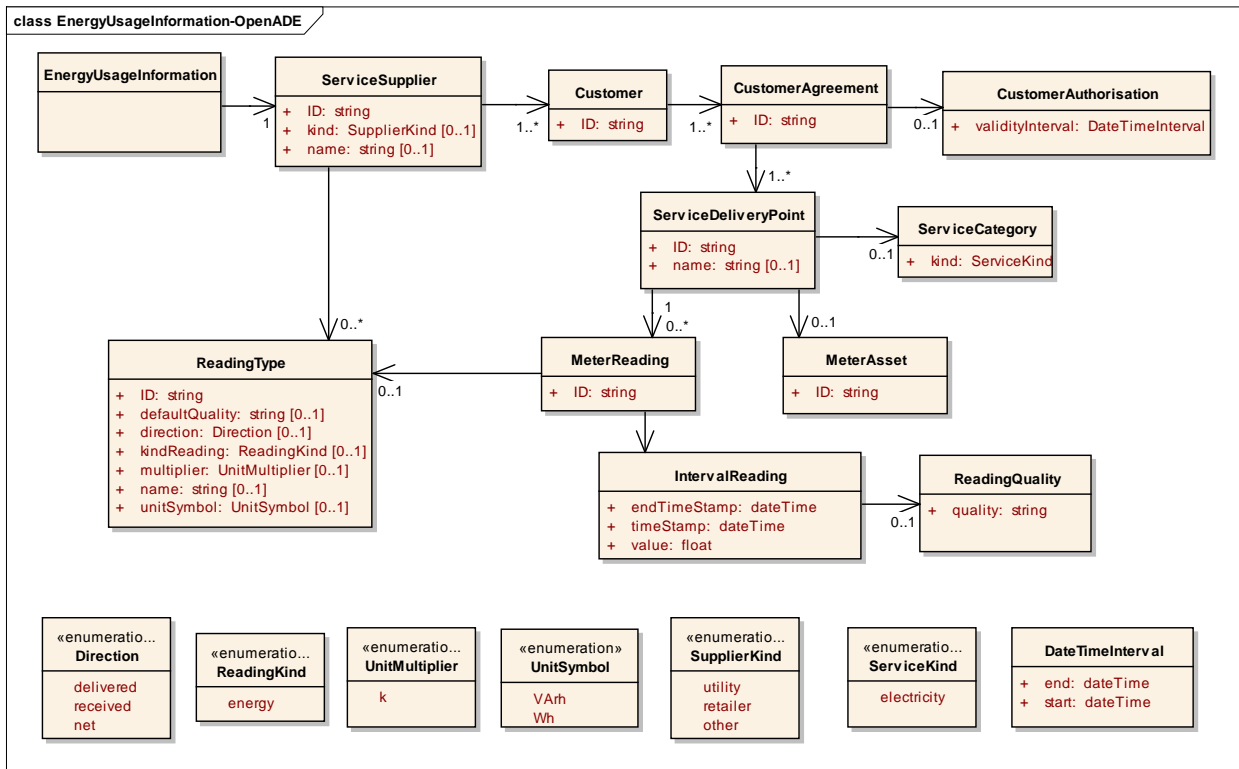 class EnergyUsageInformation-OpenADE
EnergyUsageInformation
ServiceSupplier
+ ID: string
+ kind: SupplierKind [0..1]
+ name: string [0..1]
Customer
+ ID: string
CustomerAgreement
+ ID: string
CustomerAuthorisation
+ validityInterval: DateTimeInterval
1
1..*
1..*
0..1
1..*
ServiceDeliveryPoint
+ ID: string
+ name: string [0..1]
ServiceCategory
+ kind: ServiceKind
0..1
0..*
1
0..*
0..1
ReadingType
+ ID: string
+ defaultQuality: string [0..1]
+ direction: Direction [0..1]
+ kindReading: ReadingKind [0..1]
+ multiplier: UnitMultiplier [0..1]
+ name: string [0..1]
+ unitSymbol: UnitSymbol [0..1]
0..1
MeterReading
+ ID: string
MeterAsset
+ ID: string
IntervalReading
+ endTimeStamp: dateTime
+ timeStamp: dateTime
+ value: float
ReadingQuality
+ quality: string
0..1
«enumeratio...
Direction
delivered
received
net
«enumeratio...
ReadingKind
energy
«enumeratio...
UnitMultiplier
k
«enumeration»
UnitSymbol
VArh
Wh
«enumeratio...
SupplierKind
utility
retailer
other
«enumeratio...
ServiceKind
electricity
DateTimeInterval
+ end: dateTime
+ start: dateTime